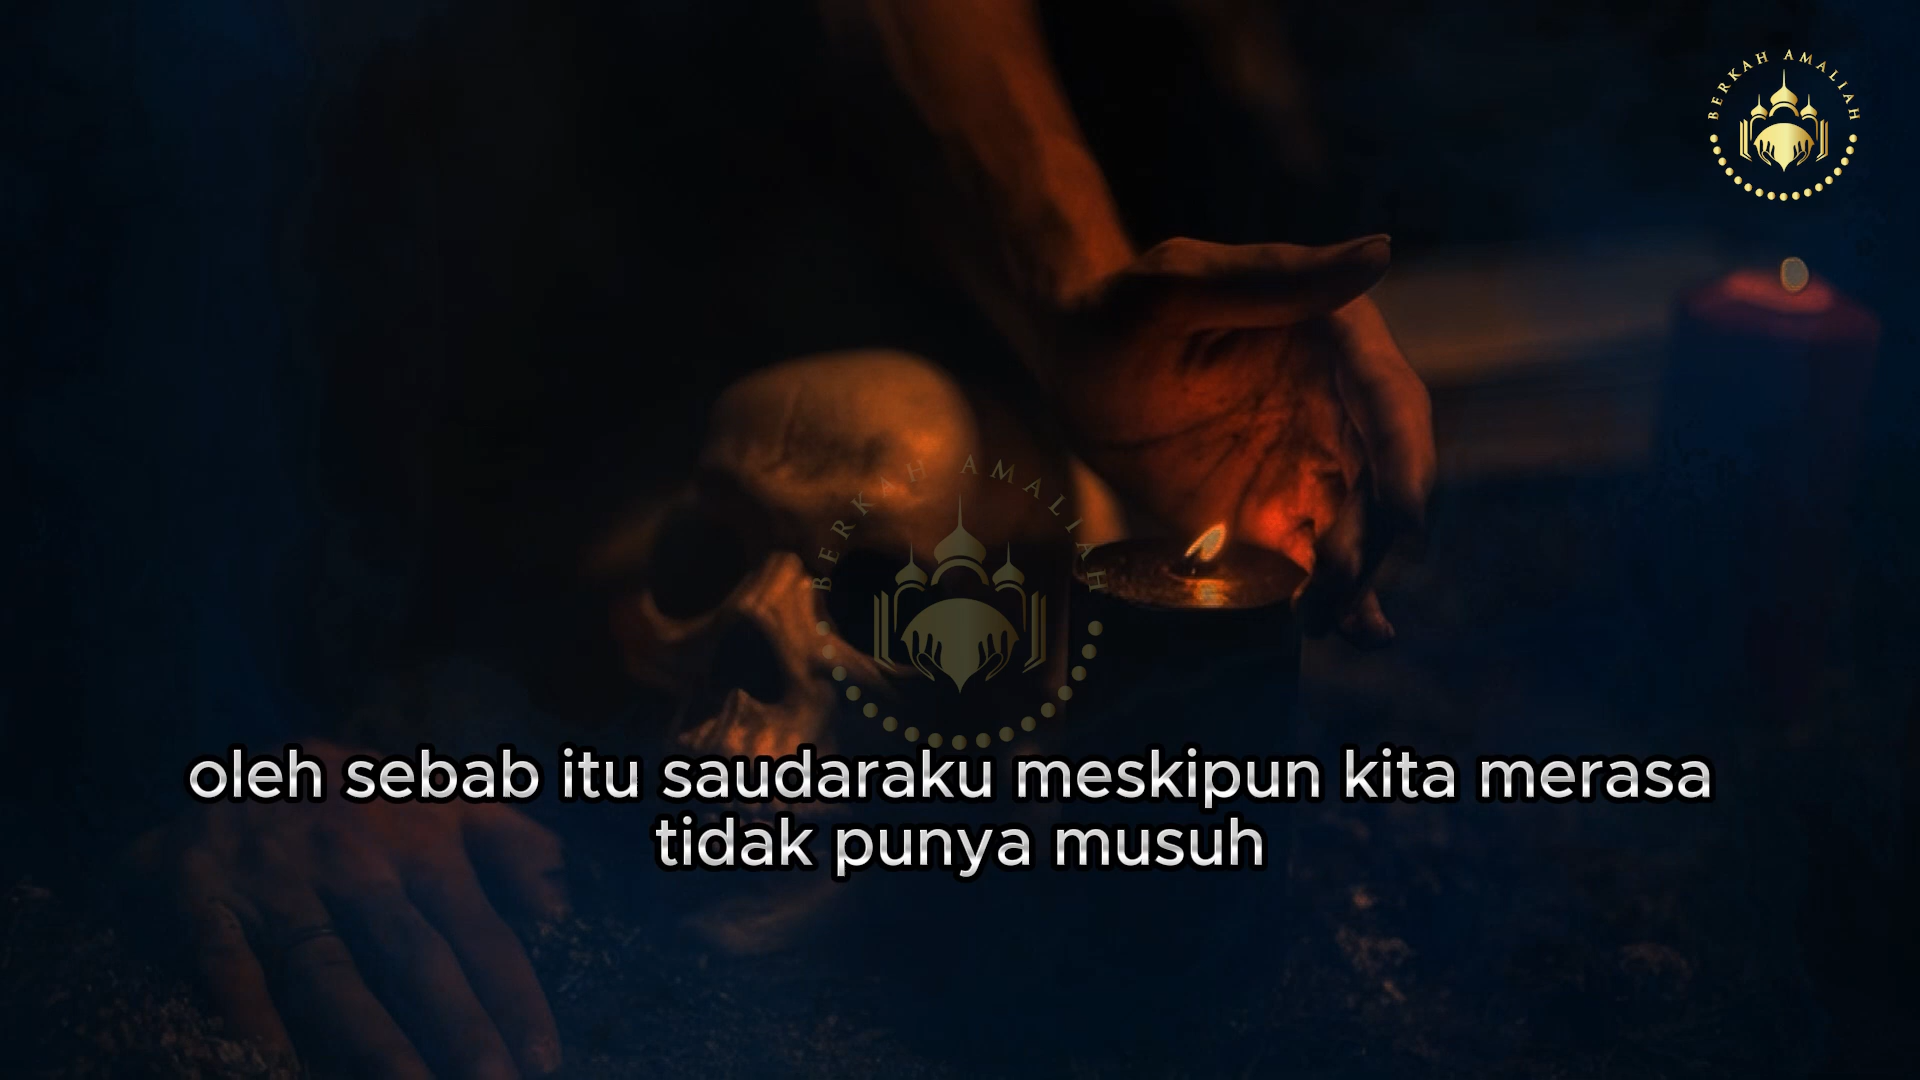 BERKAH AMALIAH
BERKAH AMALIAH
oleh sebab itu saudaraku meskipun kita merasa
tidak punya musuh